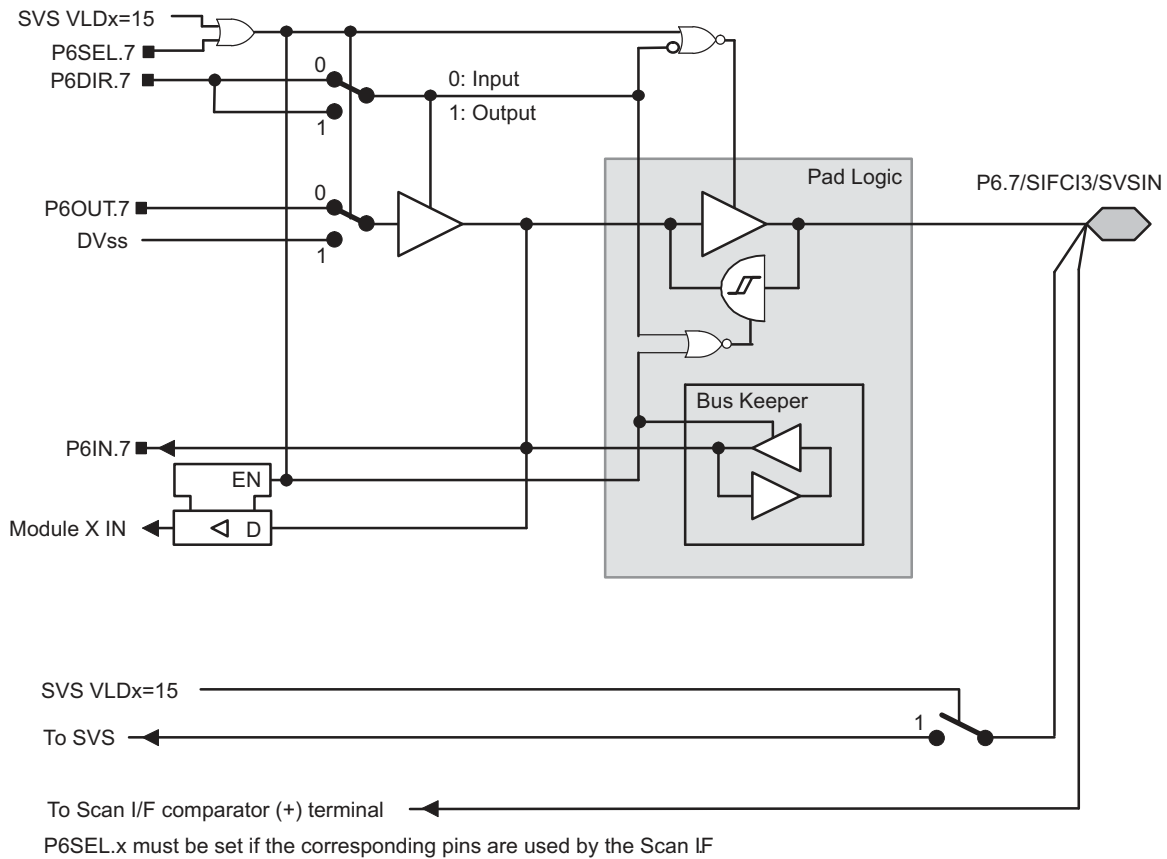 SVS VLDx=15
P6SEL.7
P6DIR.7
0
0: Input
1: Output
1
Pad Logic
P6.7/SIFCI3/SVSIN
0
P6OUT.7
DVss
1
Bus Keeper
P6IN.7
EN
Module X IN
D
SVS VLDx=15
1
To SVS
To Scan I/F comparator (+) terminal
P6SEL.x must be set if the corresponding pins are used by the Scan I.F